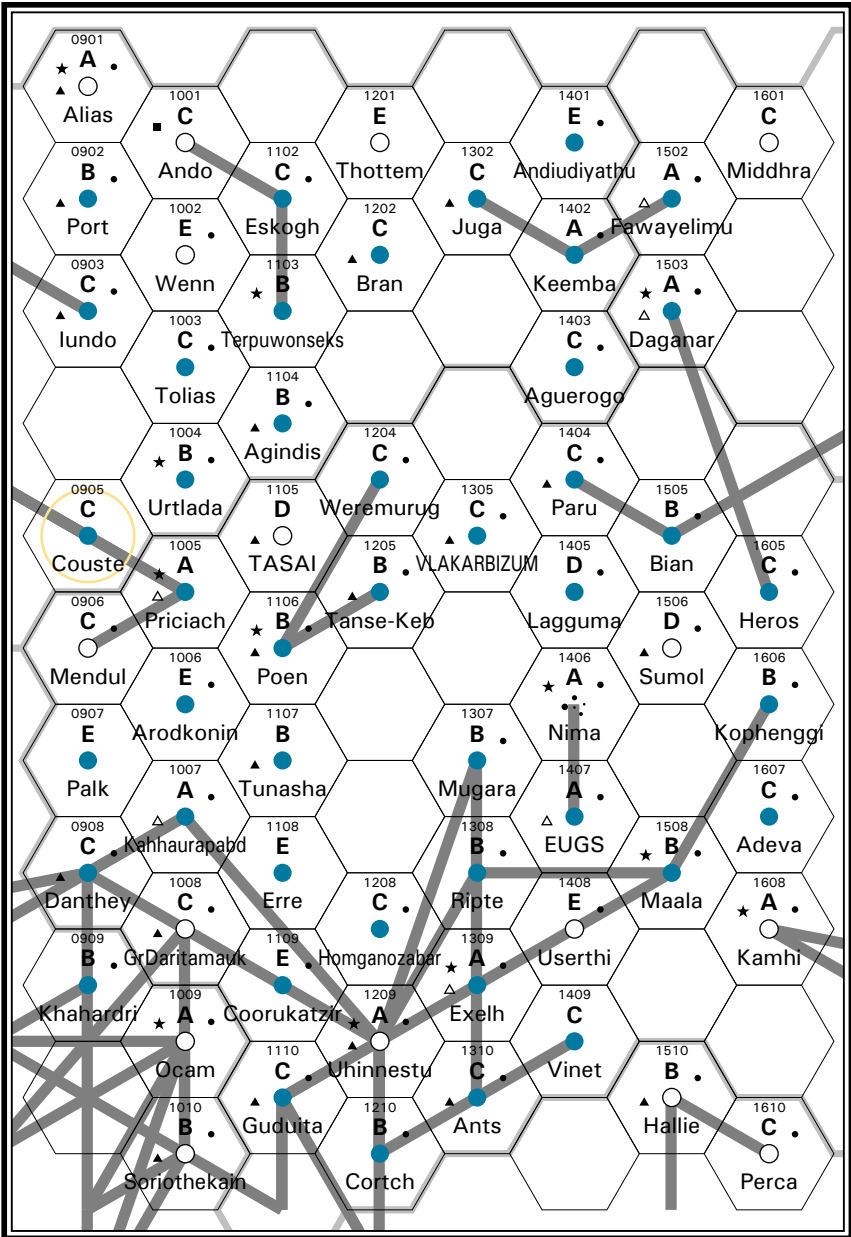 0901
A
Alias
1001
C
Ando
1201
E
Thottem
1401
E
Andiudiyathu
1601
C
Middhra
0902
B
Port
1102
C
Eskogh
1302
C
Juga
1502
A
Fawayelimu
1002
E
Wenn
1202
C
Bran
1402
A
Keemba
0903
C
Iundo
1103
B
Terpuwonseks
1503
A
Daganar
1003
C
Tolias
1403
C
Aguerogo
1104
B
Agindis
1004
B
Urtlada
1204
C
Weremurug
1404
C
Paru
0905
C
Couste
1105
D
TASAI
1305
C
VLAKARBIZUM
1505
B
Bian
1005
A
Priciach
1205
B
Tanse-Keb
1405
D
Lagguma
1605
C
Heros
0906
C
Mendul
1106
B
Poen
1506
D
Sumol
1006
E
Arodkonin
1406
A
Nima
1606
B
Kophenggi
0907
E
Palk
1107
B
Tunasha
1307
B
Mugara
1007
A
Kahhaurapabd
1407
A
EUGS
1607
C
Adeva
0908
C
Danthey
1108
E
Erre
1308
B
Ripte
1508
B
Maala
1008
C
GrDaritamauk
1208
C
Homganozabar
1408
E
Userthi
1608
A
Kamhi
0909
B
Khahardri
1109
E
Coorukatzir
1309
A
Exelh
1009
A
Ocam
1209
A
Uhinnestu
1409
C
Vinet
1110
C
Guduita
1310
C
Ants
1510
B
Hallie
1010
B
Soriothekain
1210
B
Cortch
1610
C
Perca